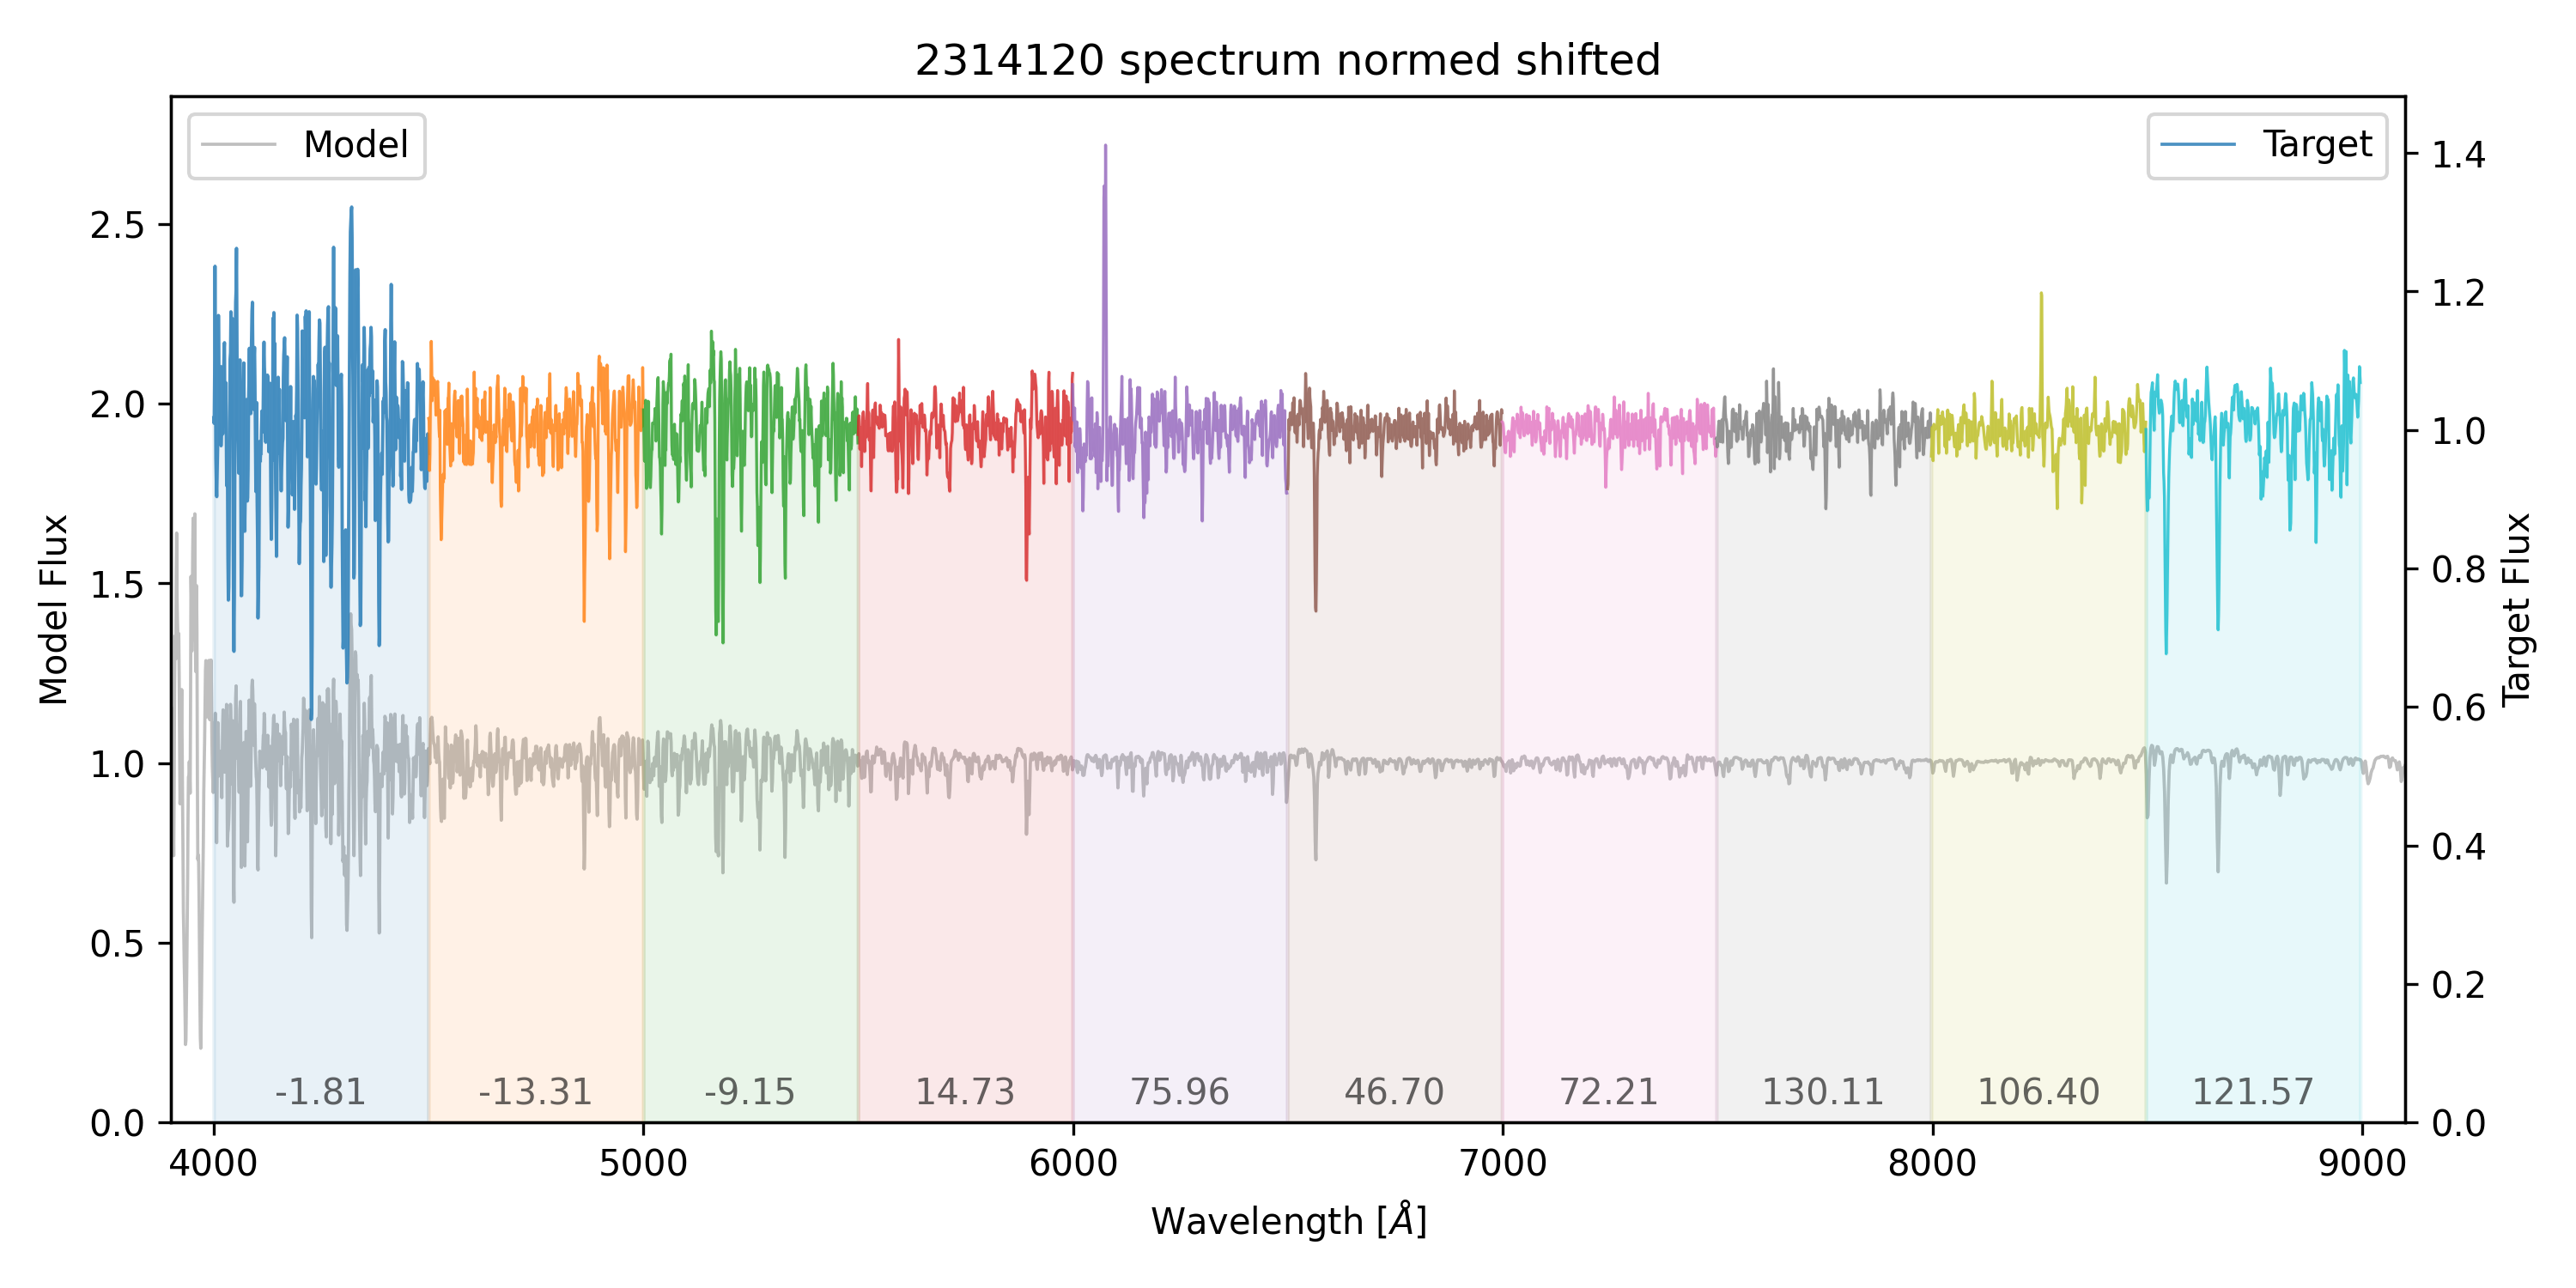 2314120 spectrum normed shifted
Model
Target
2.5
2.0
1.5
1.0
0.5
0.0
Model Flux
1.4
1.2
1.0
0.8
0.6
0.4
0.2
0.0
Target Flux
-1.81 -13.31 -9.15 14.73 75.96 46.70 72.21 130.11 106.40 121.57
4000 5000 6000 7000 8000 9000
Wavelength [Å]